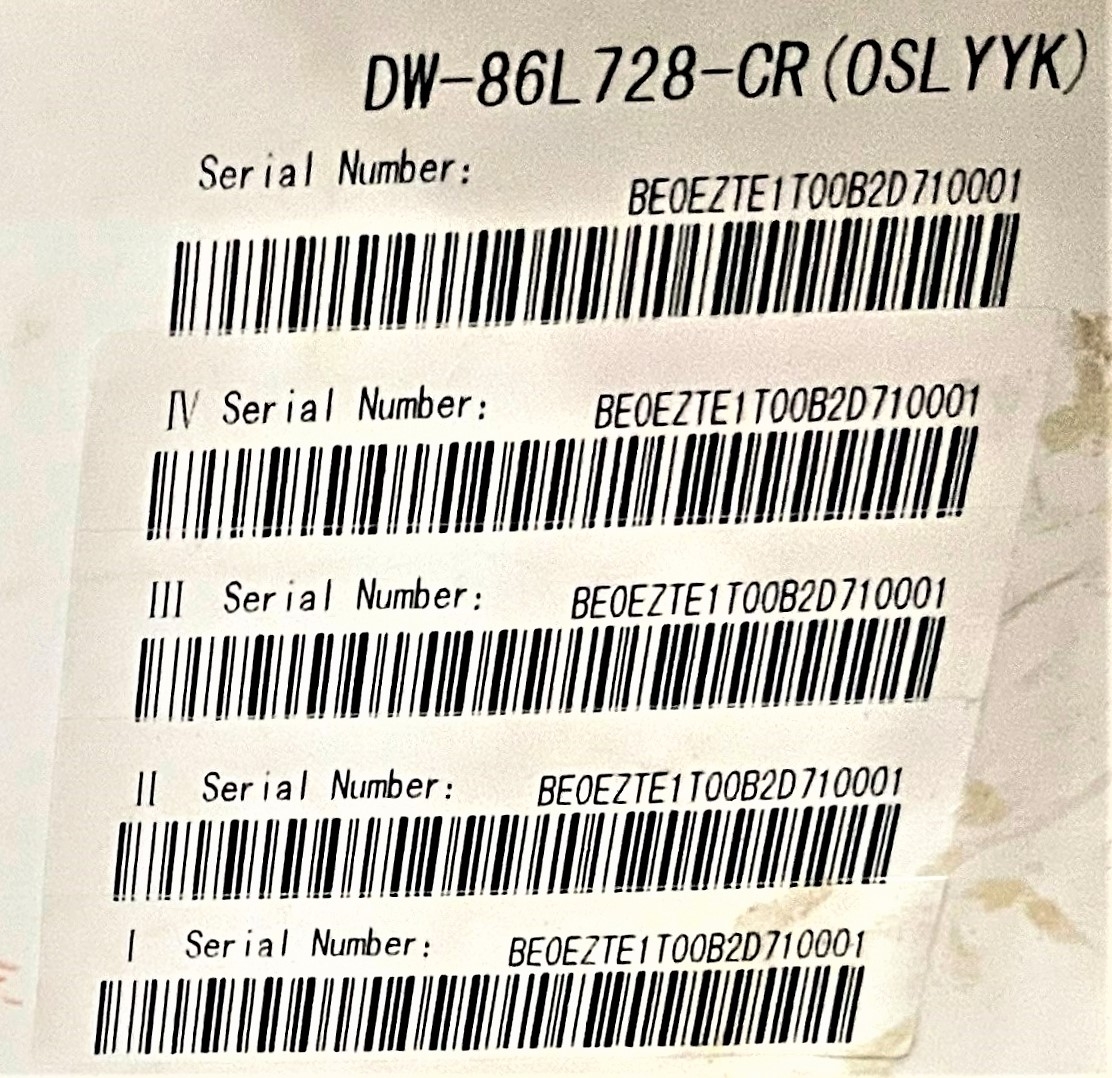 DW-86L728-CR(OSLYYK)
Serial Number: BE0EZTE1T00B2D710001
IV Serial Number: BE0EZTE1T00B2D710001
III Serial Number: BE0EZTE1T00B2D710001
II Serial Number: BE0EZTE1T00B2D710001
I Serial Number: BE0EZTE1T00B2D710001